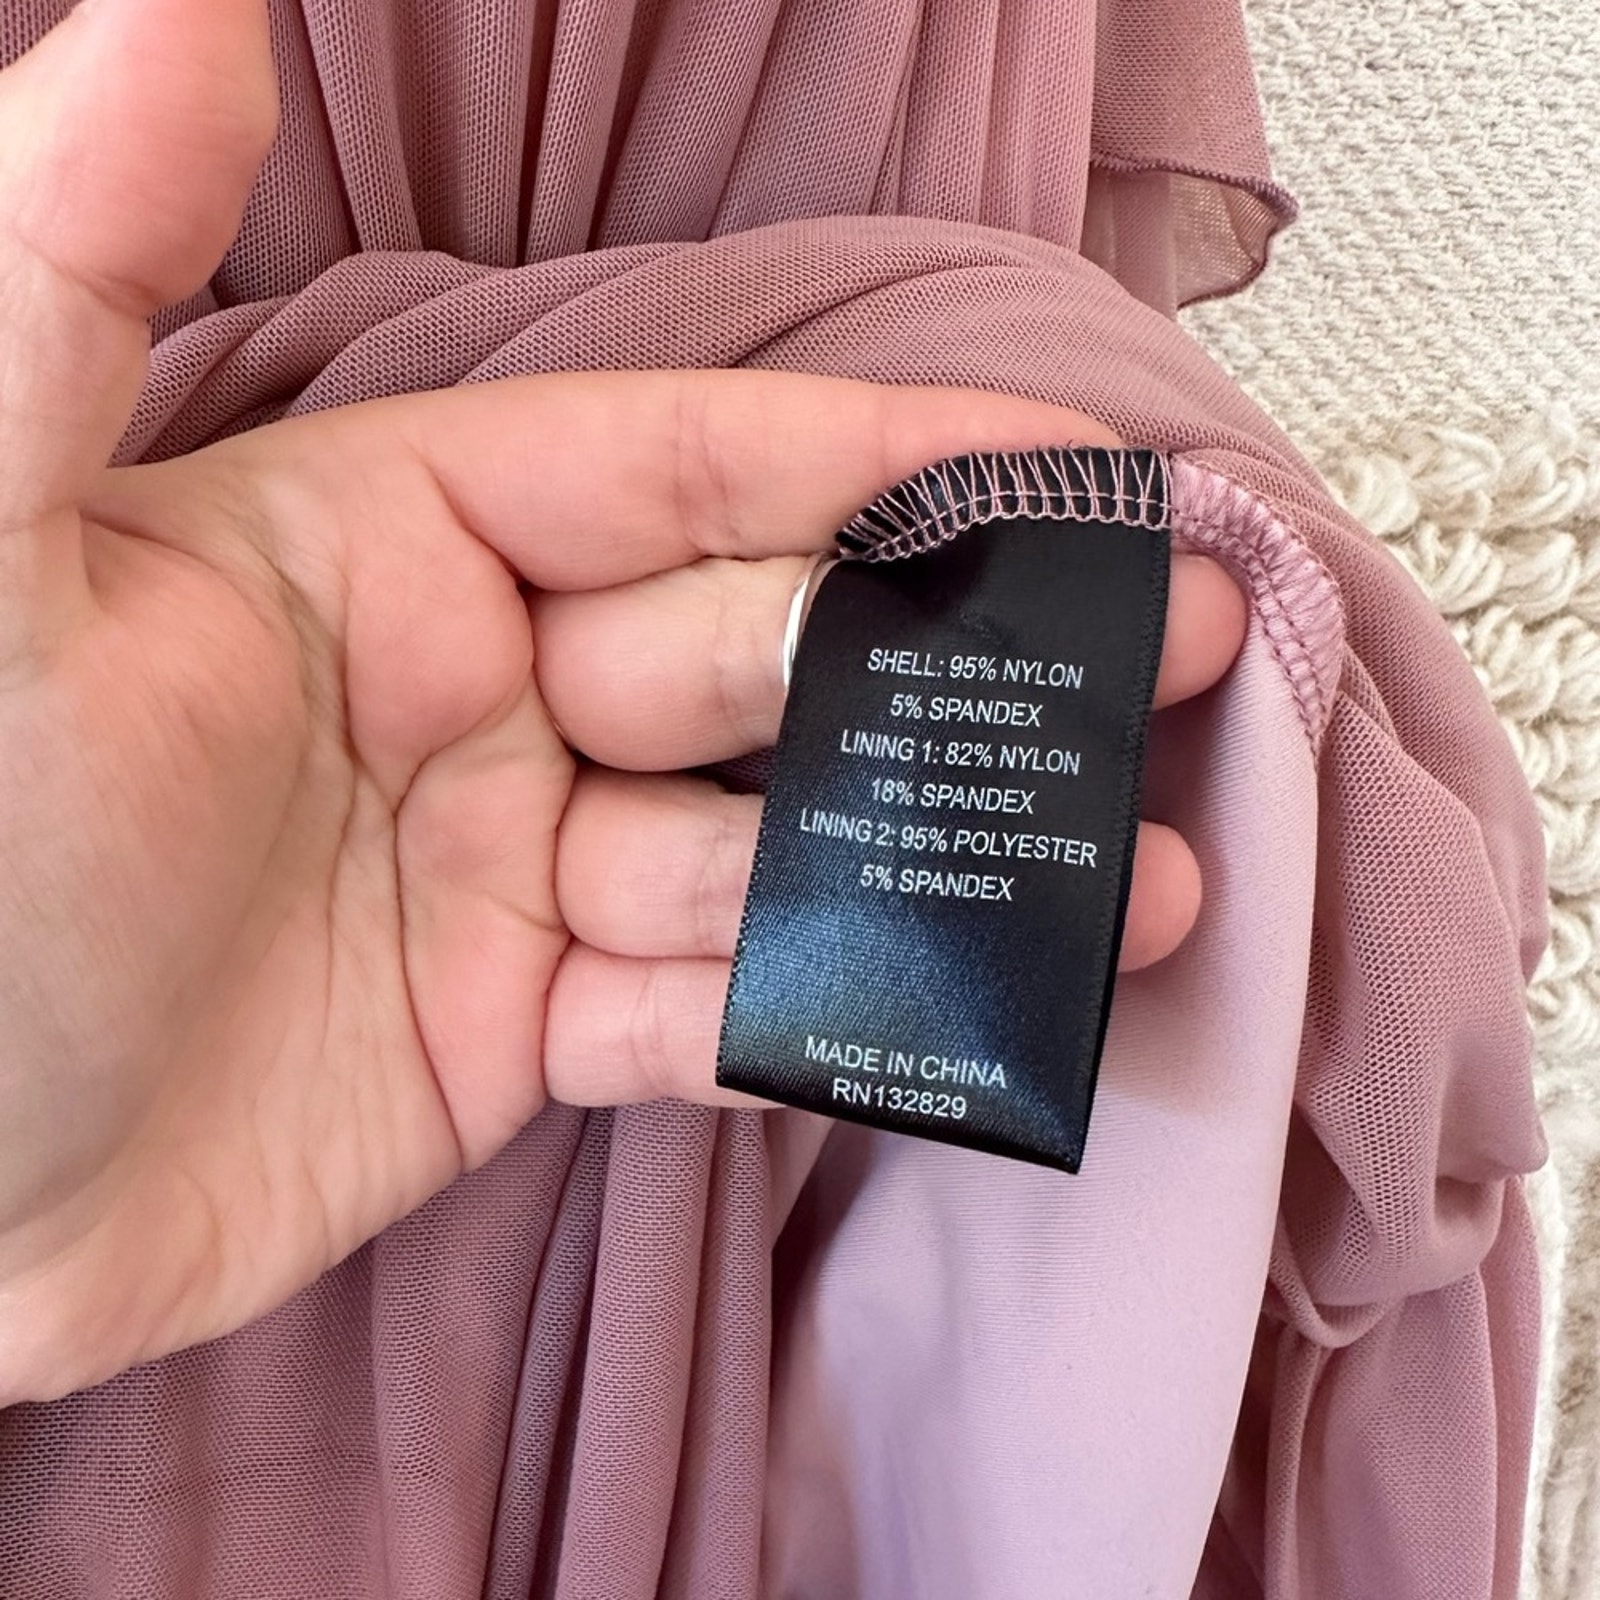 SHELL: 95% NYLON
5% SPANDEX
LINING 1: 82% NYLON
18% SPANDEX
LINING 2: 95% POLYESTER
5% SPANDEX
MADE IN CHINA
RN132829